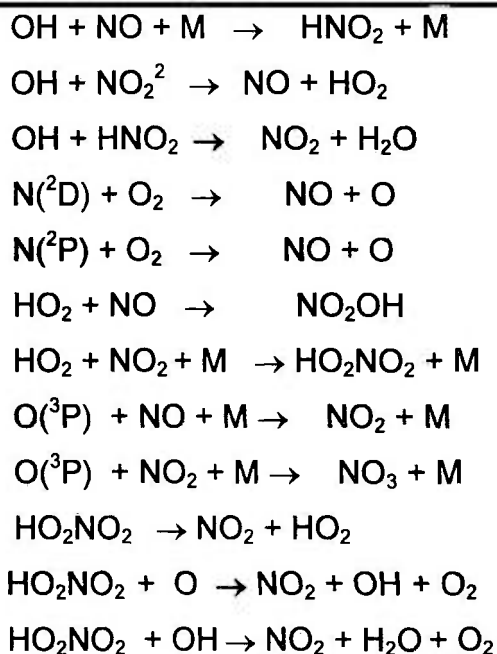 OH + NO + M → HNO₂ + M
OH + NO₂² → NO + HO₂
OH + HNO₂ → NO₂ + H₂O
N(²D) + O₂ → NO + O
N(²P) + O₂ → NO + O
HO₂ + NO → NO₂OH
HO₂ + NO₂ + M → HO₂NO₂ + M
O(³P) + NO + M → NO₂ + M
O(³P) + NO₂ + M → NO₃ + M
HO₂NO₂ → NO₂ + HO₂
HO₂NO₂ + O → NO₂ + OH + O₂
HO₂NO₂ + OH → NO₂ + H₂O + O₂